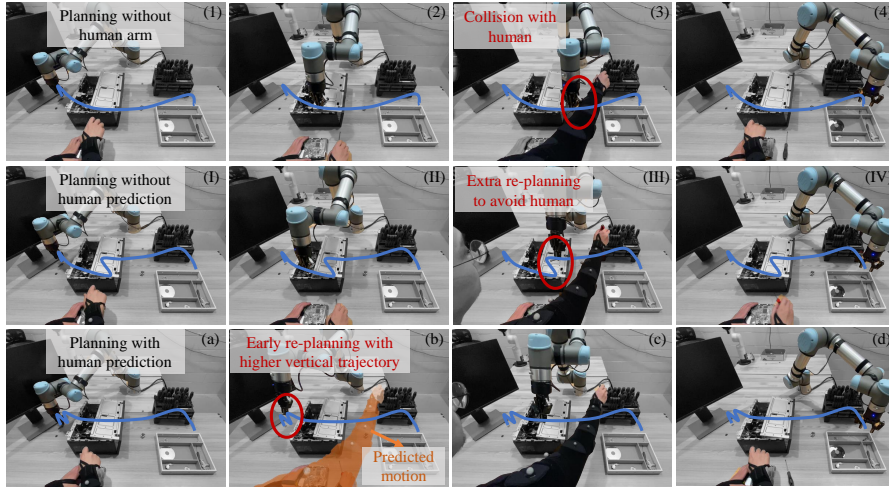 Planning without
human arm
(1)
(2)
Collision with
human
(3)
(4)
Planning without
human prediction
(I)
(II)
Extra re-planning
to avoid human
(III)
(IV)
Planning with
human prediction
(a)
Early re-planning with
higher vertical trajectory
(b)
Predicted
motion
(c)
(d)